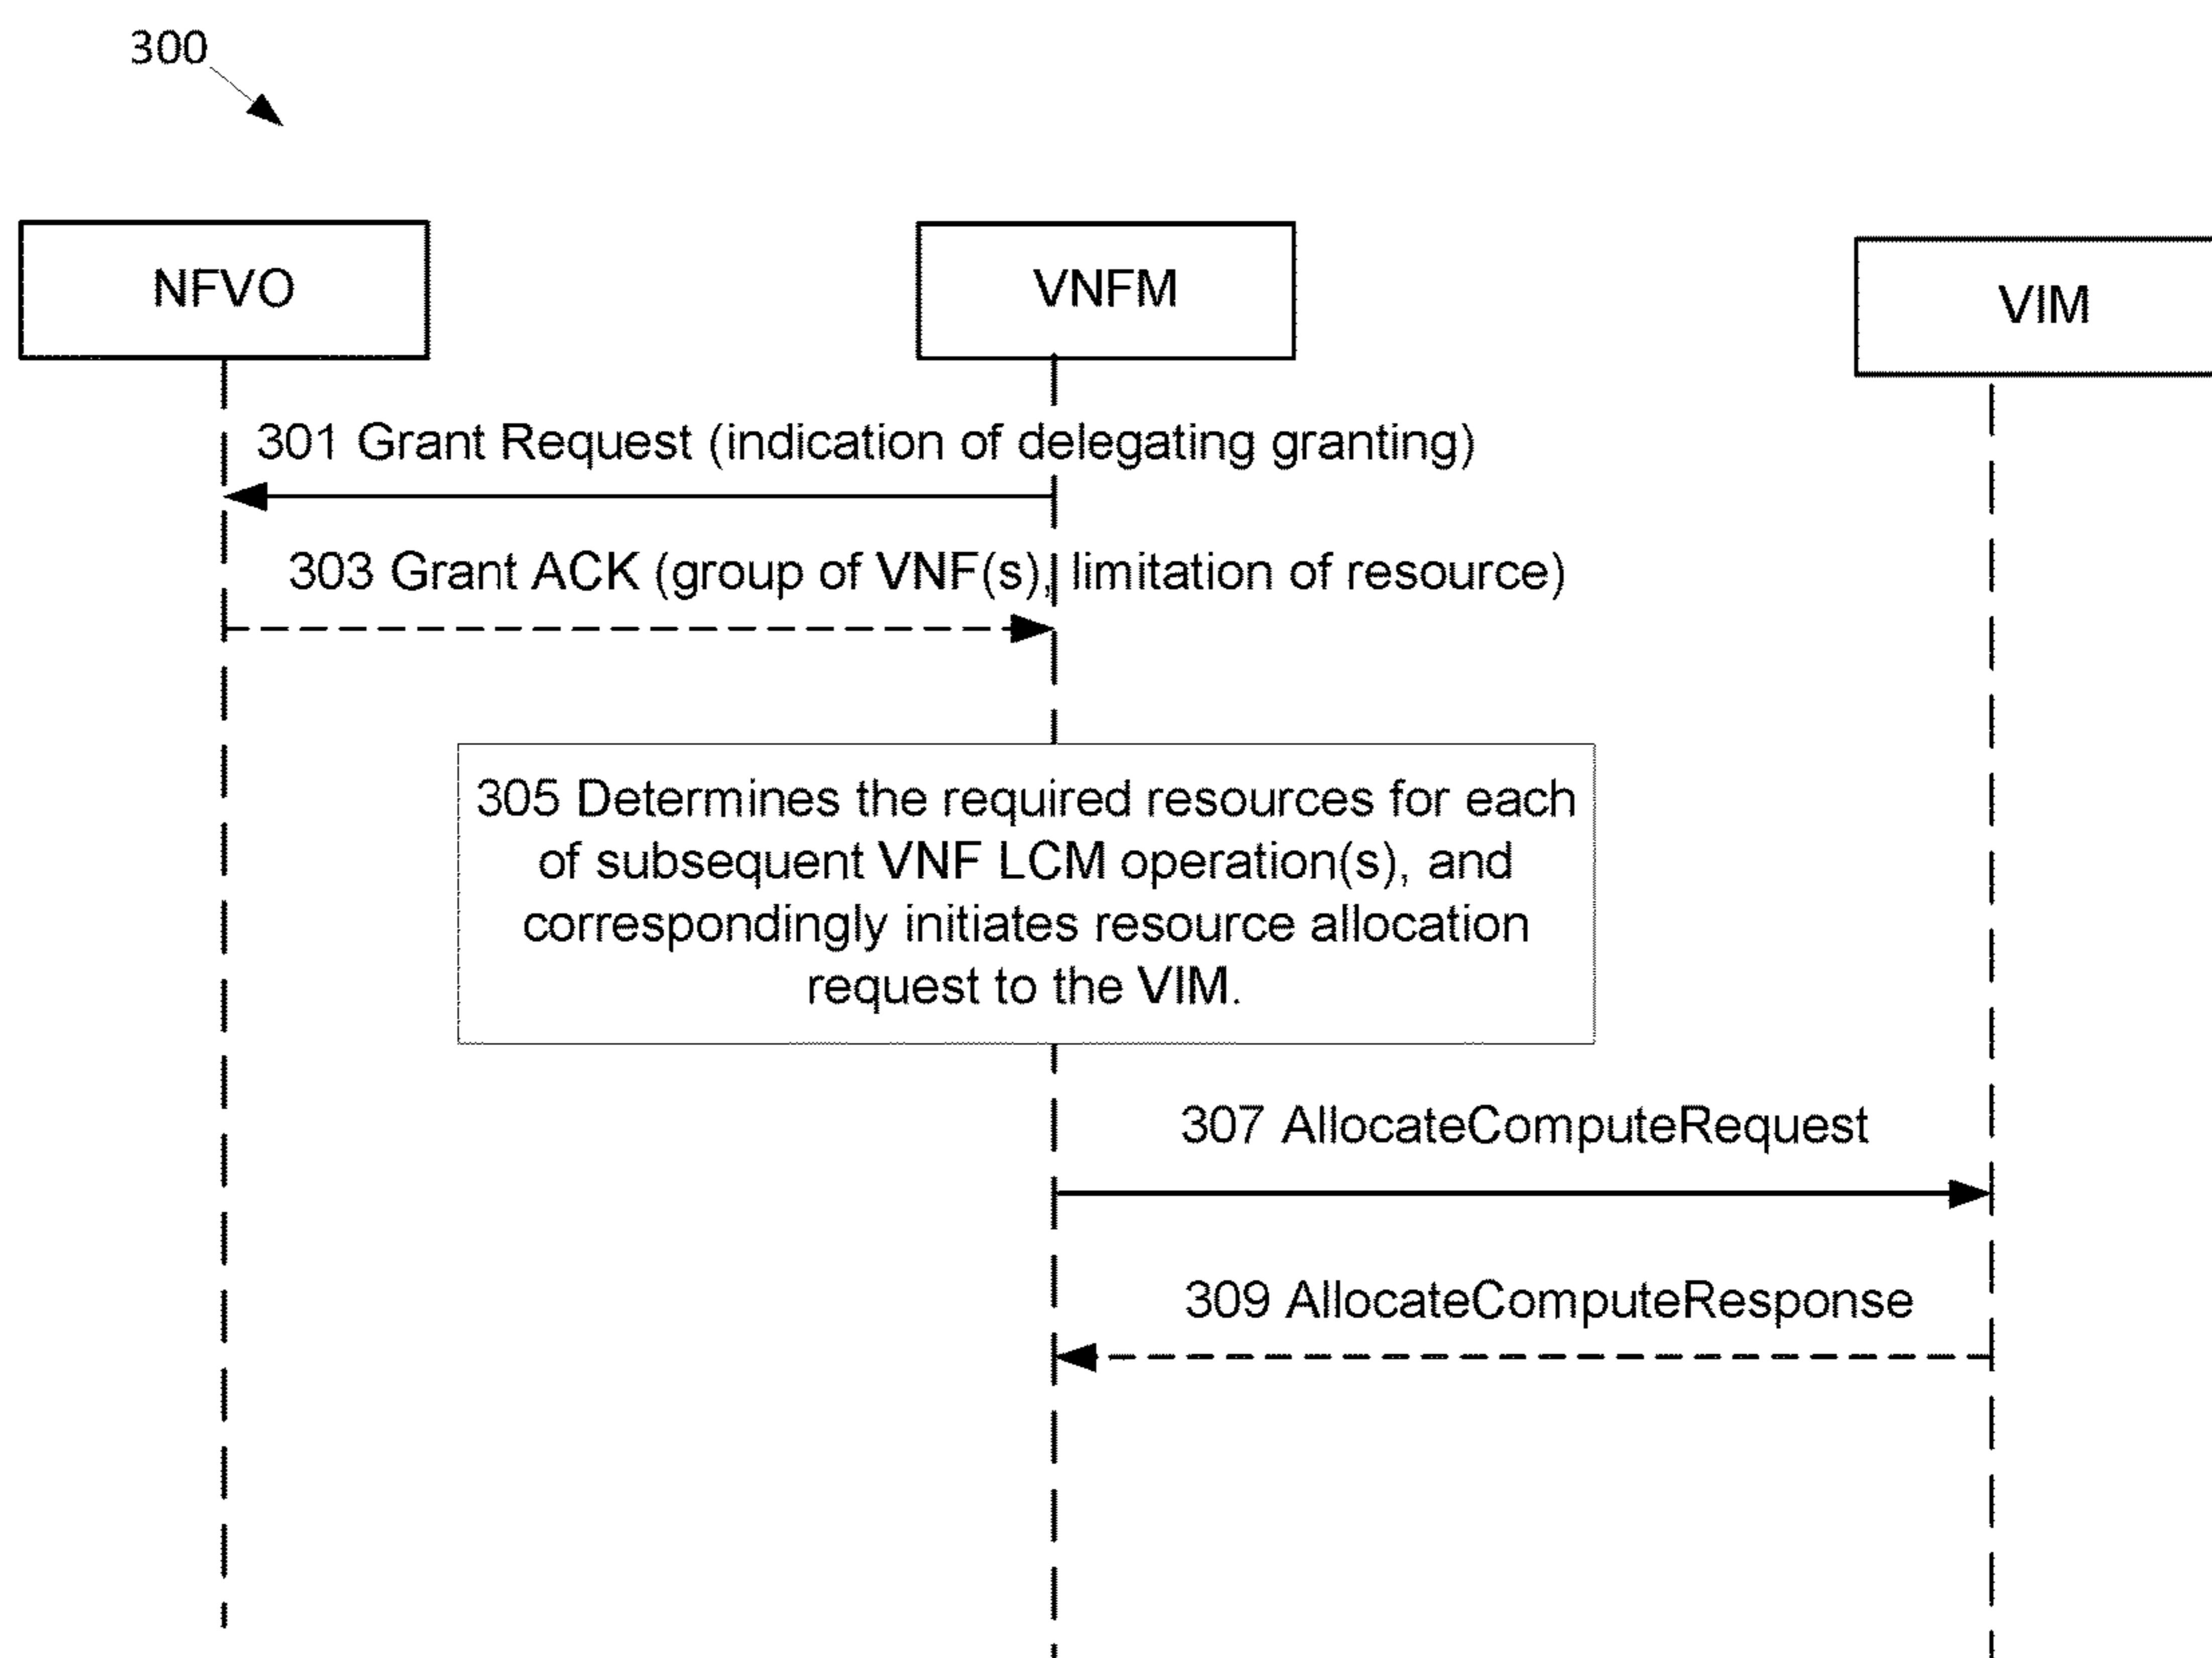 300
NFVO
VNFM
VIM
301 Grant Request (indication of delegating granting)
303 Grant ACK (group of VNF(s), limitation of resource)
305 Determines the required resources for each
of subsequent VNF LCM operation(s), and
correspondingly initiates resource allocation
request to the VIM.
307 AllocateComputeRequest
309 AllocateComputeResponse